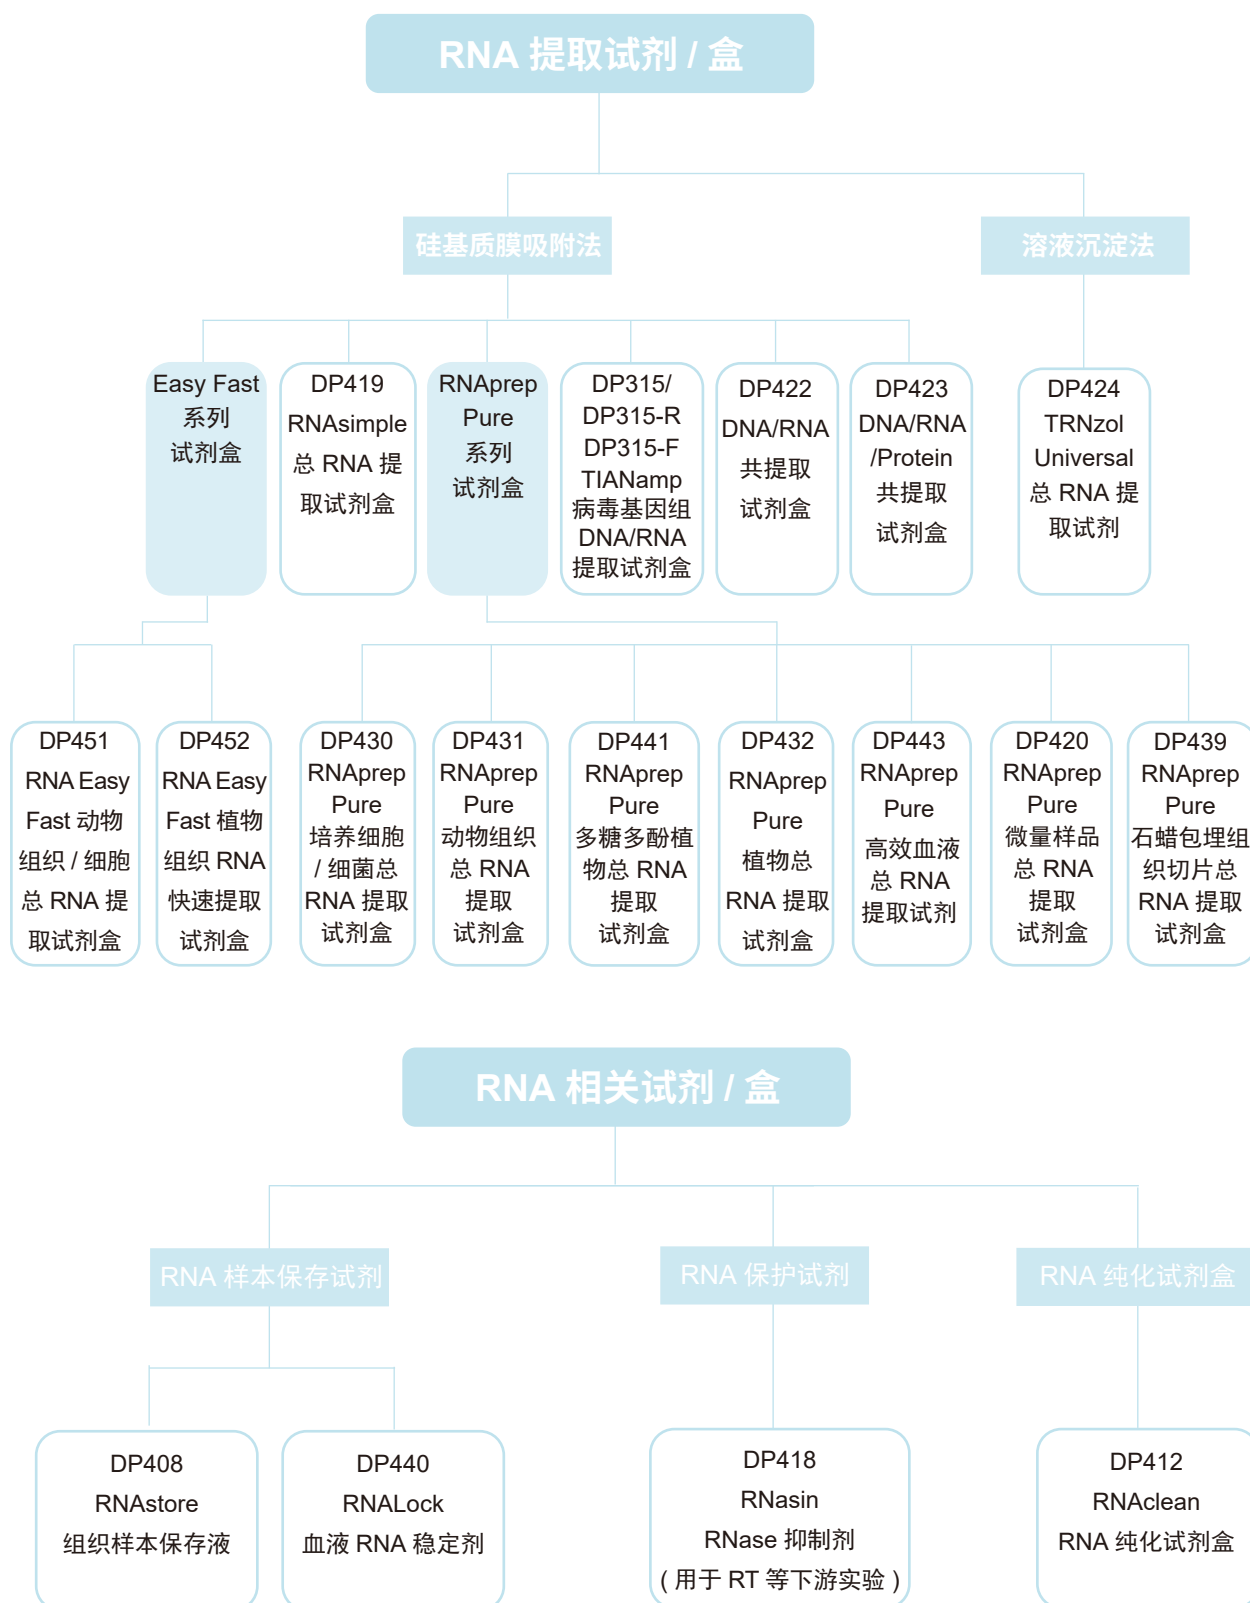 RNA 提取试剂 / 盒
硅基质膜吸附法
溶液沉淀法
Easy Fast
系列
试剂盒
DP419
RNAsimple
总 RNA 提
取试剂盒
RNAprep
Pure
系列
试剂盒
DP315/
DP315-R
DP315-F
TIANamp
病毒基因组
DNA/RNA
提取试剂盒
DP422
DNA/RNA
共提取
试剂盒
DP423
DNA/RNA
/Protein
共提取
试剂盒
DP424
TRNzol
Universal
总 RNA 提
取试剂
DP451
RNA Easy
Fast 动物
组织 / 细胞
总 RNA 提
取试剂盒
DP452
RNA Easy
Fast 植物
组织 RNA
快速提取
试剂盒
DP430
RNAprep
Pure
培养细胞
/ 细菌总
RNA 提取
试剂盒
DP431
RNAprep
Pure
动物组织
总 RNA
提取
试剂盒
DP441
RNAprep
Pure
多糖多酚植
物总 RNA
提取
试剂盒
DP432
RNAprep
Pure
植物总
RNA 提取
试剂盒
DP443
RNAprep
Pure
高效血液
总 RNA
提取试剂
DP420
RNAprep
Pure
微量样品
总 RNA
提取
试剂盒
DP439
RNAprep
Pure
石蜡包埋组
织切片总
RNA 提取
试剂盒
RNA 相关试剂 / 盒
RNA 样本保存试剂
RNA 保护试剂
RNA 纯化试剂盒
DP408
RNAstore
组织样本保存液
DP440
RNALock
血液 RNA 稳定剂
DP418
RNasin
RNase 抑制剂
( 用于 RT 等下游实验 )
DP412
RNAclean
RNA 纯化试剂盒